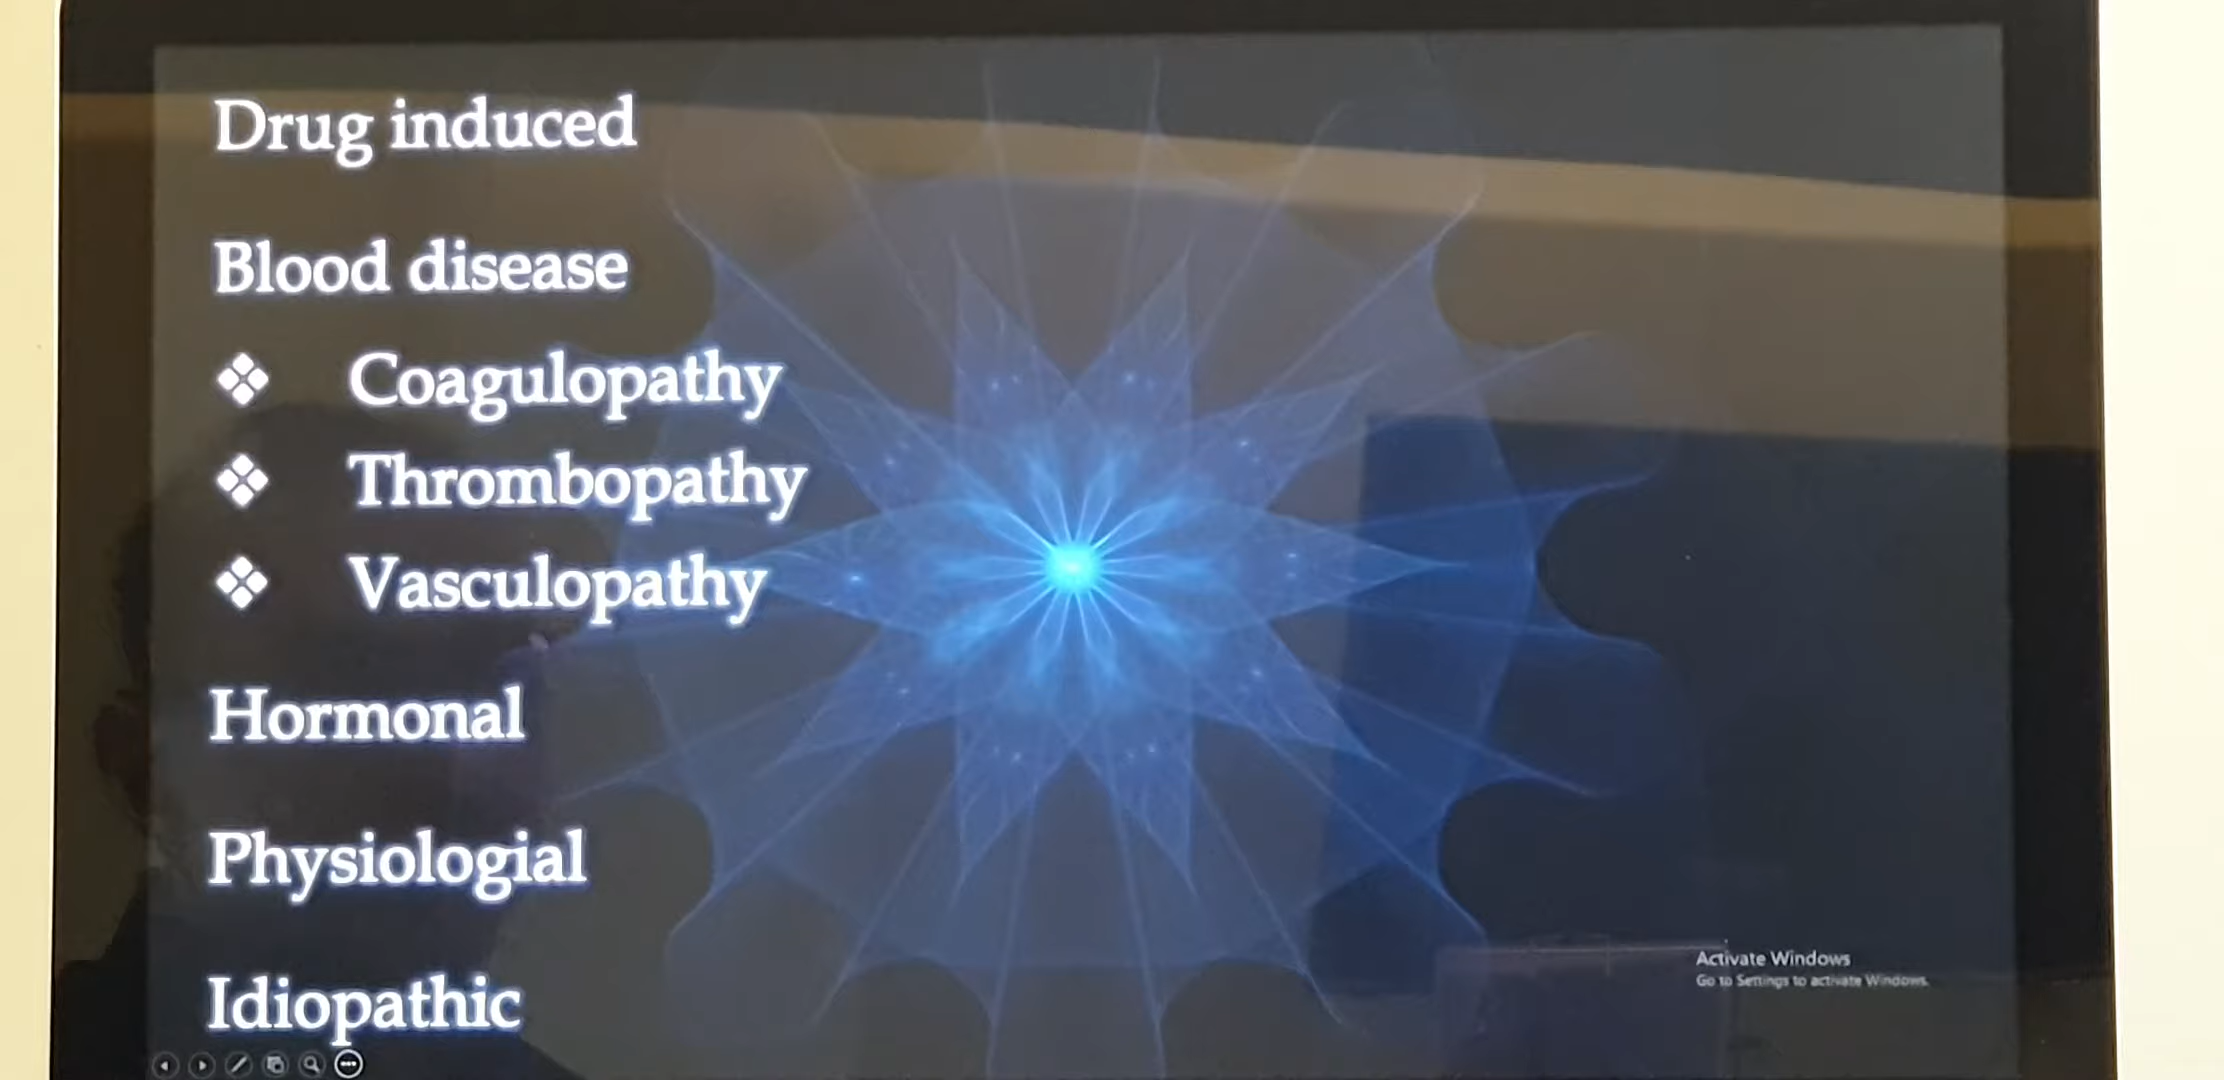 Drug induced
Blood disease
❖ Coagulopathy
❖ Thrombopathy
❖ Vasculopathy
Hormonal
Physiologial
Idiopathic
Activate Windows
Go to Settings to activate Windows.